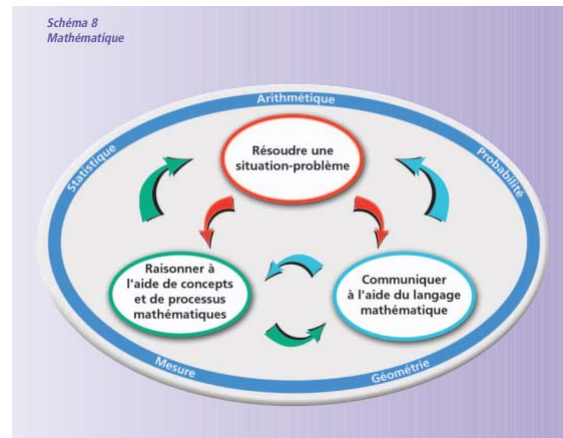 Schéma 8
Mathématique
Arithmétique
Statistique
Probabilité
Résoudre une
situation-problème
Raisonner à
l'aide de concepts
et de processus
mathématiques
Communiquer
à l'aide du langage
mathématique
Mesure
Géométrie